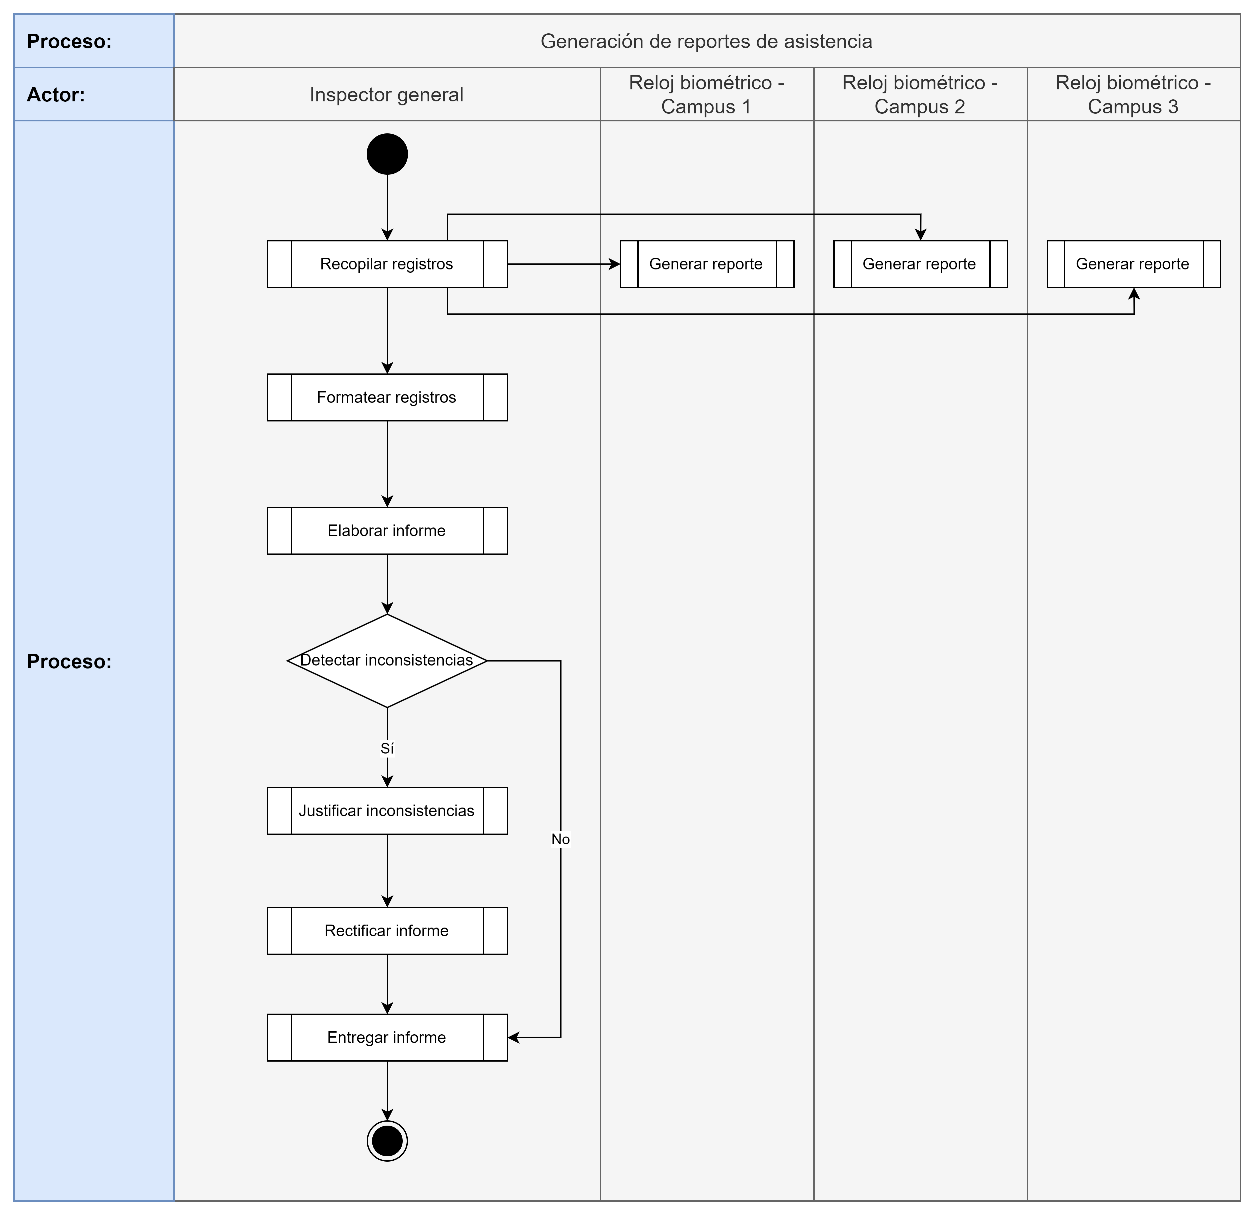 Proceso:
Generación de reportes de asistencia
Actor:
Inspector general
Reloj biométrico -
Campus 1
Reloj biométrico -
Campus 2
Reloj biométrico -
Campus 3
Recopilar registros
Generar reporte
Generar reporte
Generar reporte
Formatear registros
Elaborar informe
Proceso:
Detectar inconsistencias
Sí
Justificar inconsistencias
No
Rectificar informe
Entregar informe